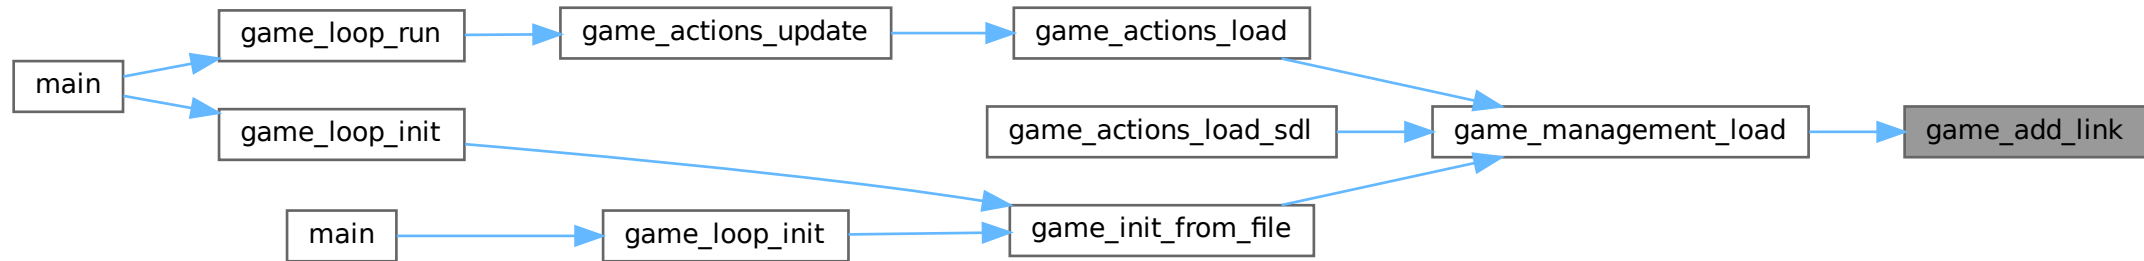 main
game_loop_run
game_actions_update
game_actions_load
game_loop_init
game_actions_load_sdl
game_management_load
game_add_link
main
game_loop_init
game_init_from_file